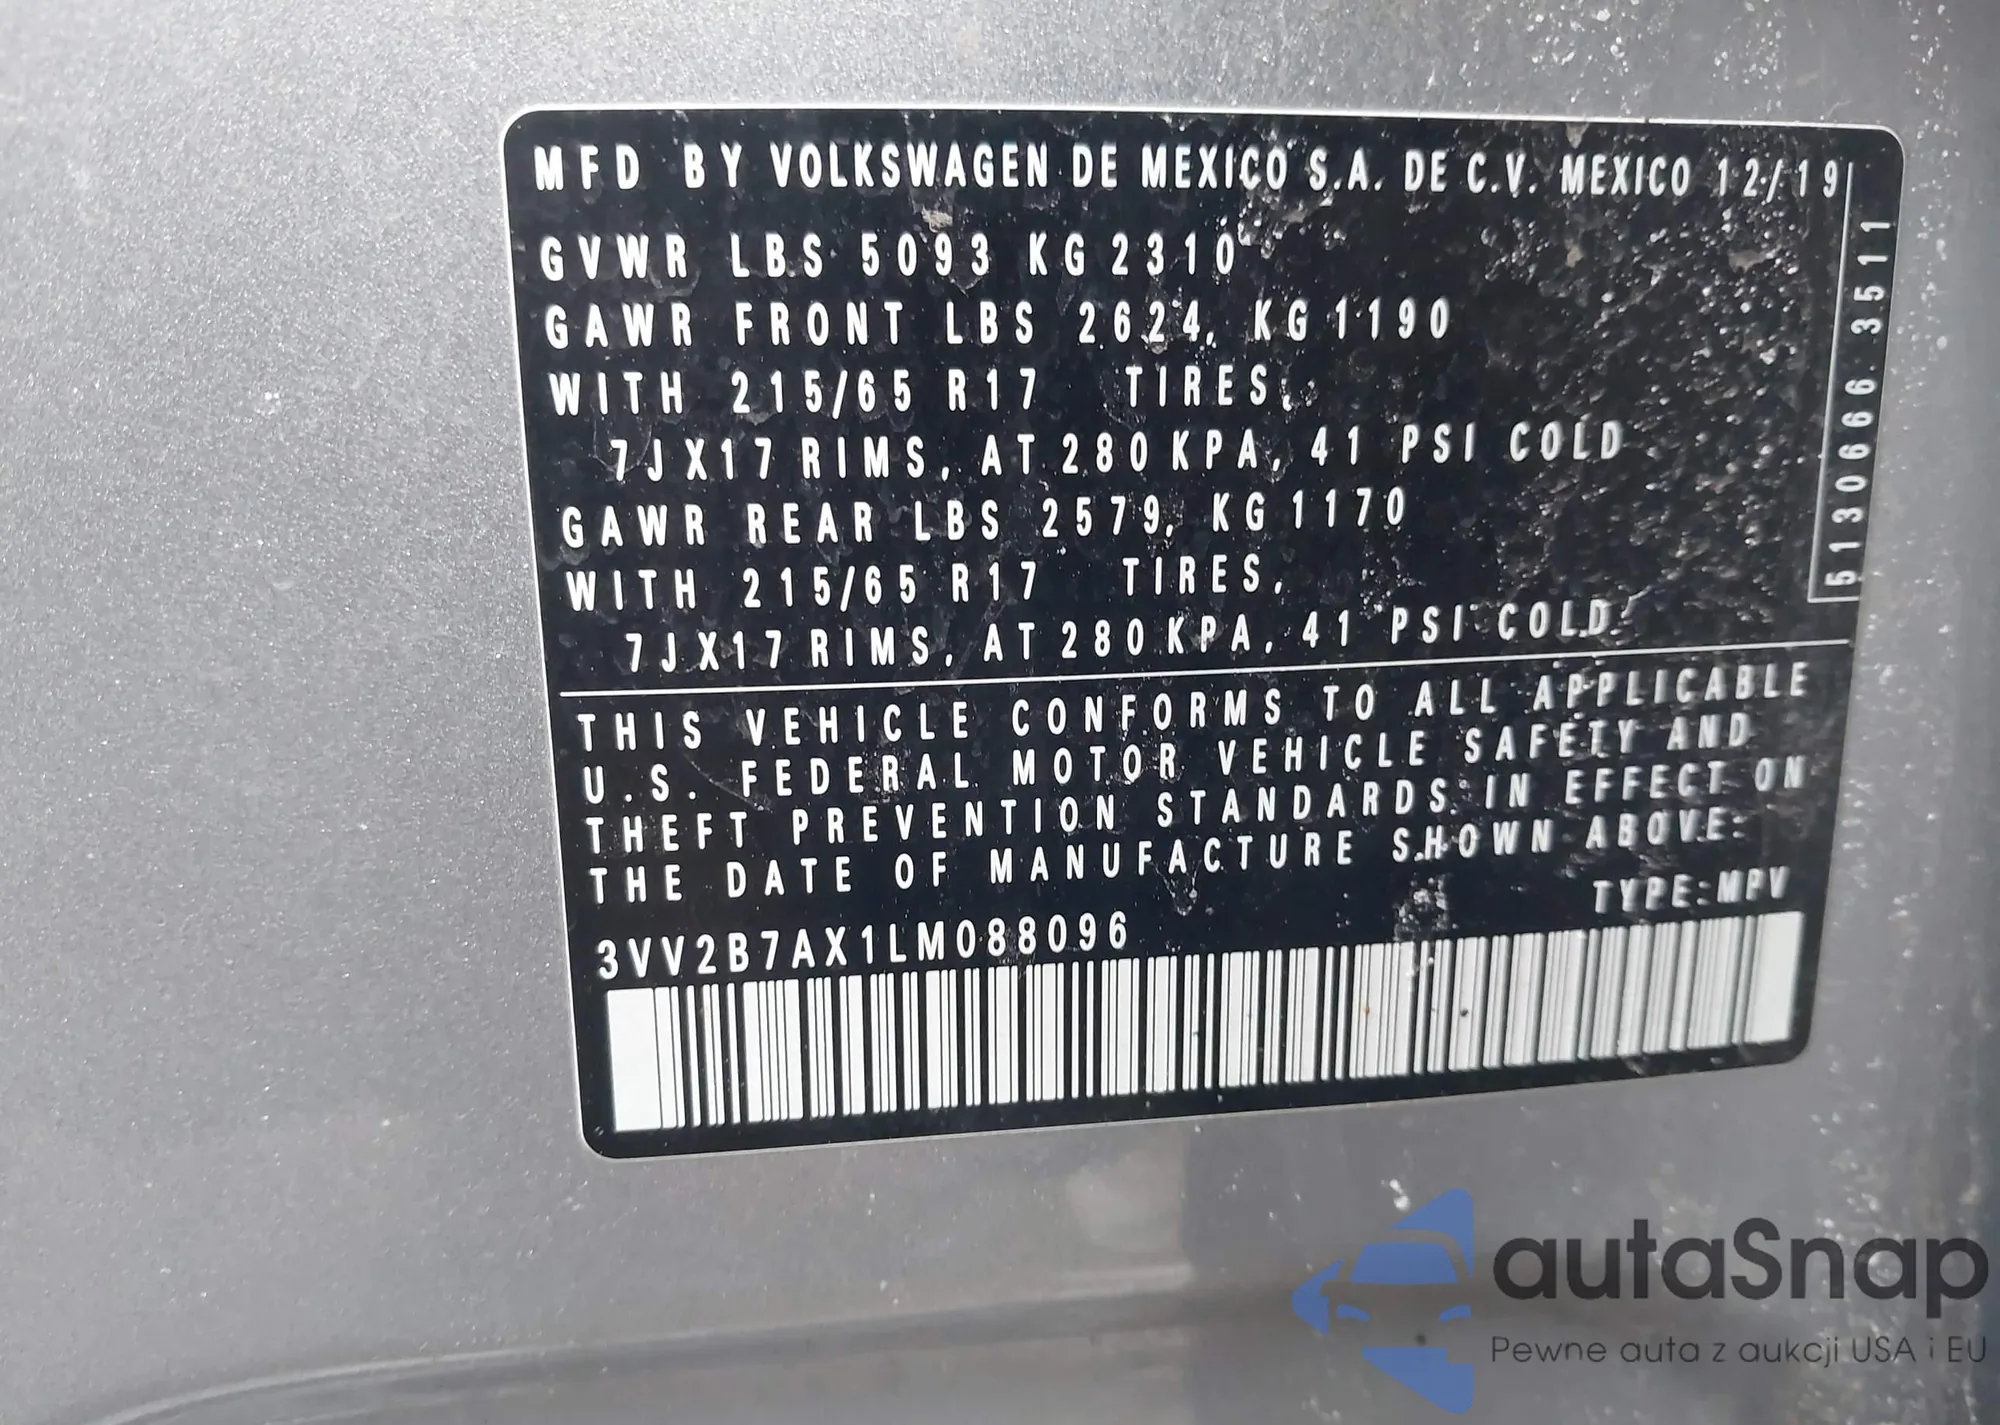 MFD BY VOLKSWAGEN DE MEXICO S.A. DE C.V. MEXICO 12/19
GVWR LBS 5093 KG 2310
GAWR FRONT LBS 2624, KG 1190
WITH 215/65 R17 TIRES,
7JX17 RIMS, AT 280 KPA, 41 PSI COLD
GAWR REAR LBS 2579, KG 1170
WITH 215/65 R17 TIRES,
7JX17 RIMS, AT 280 KPA, 41 PSI COLD
5130666 3511
THIS VEHICLE CONFORMS TO ALL APPLICABLE
U.S. FEDERAL MOTOR VEHICLE SAFETY AND
THEFT PREVENTION STANDARDS IN EFFECT ON
THE DATE OF MANUFACTURE SHOWN ABOVE:
TYPE:MPV
3VV2B7AX1LM088096
autaSnap
Pewne auta z aukcji USA i EU